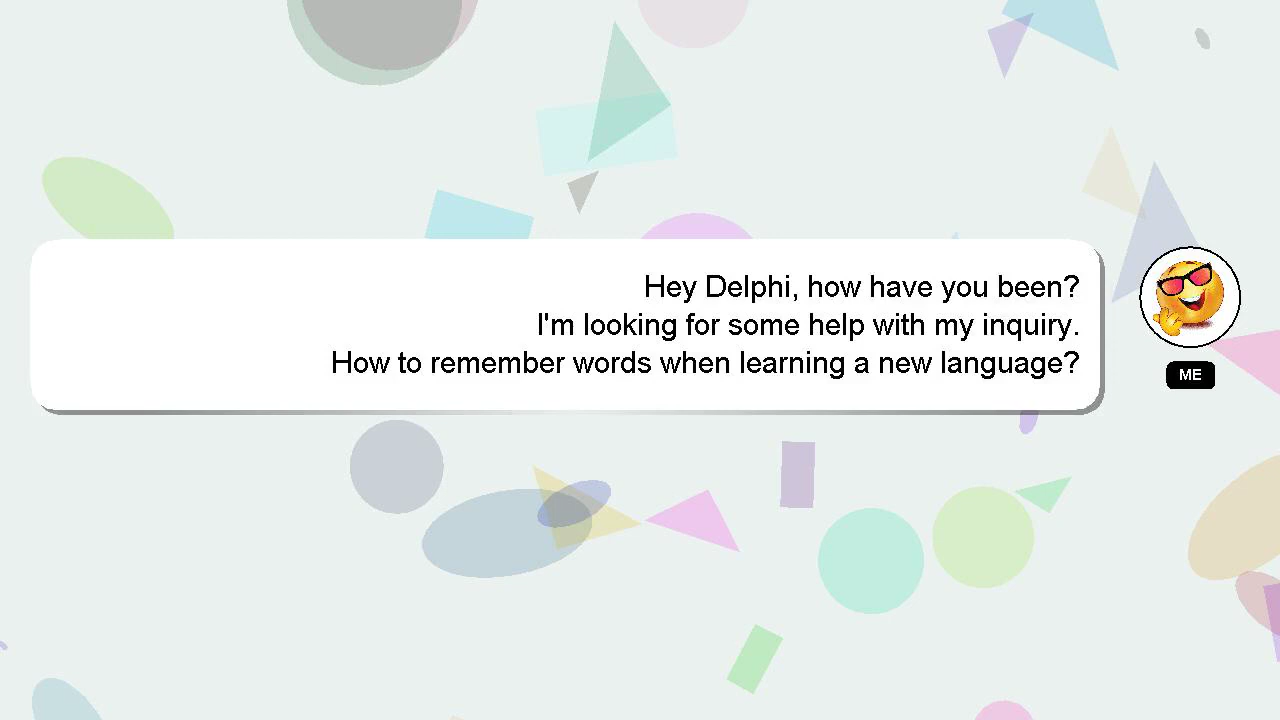 Hey Delphi, how have you been?
I'm looking for some help with my inquiry.
How to remember words when learning a new language?
ME